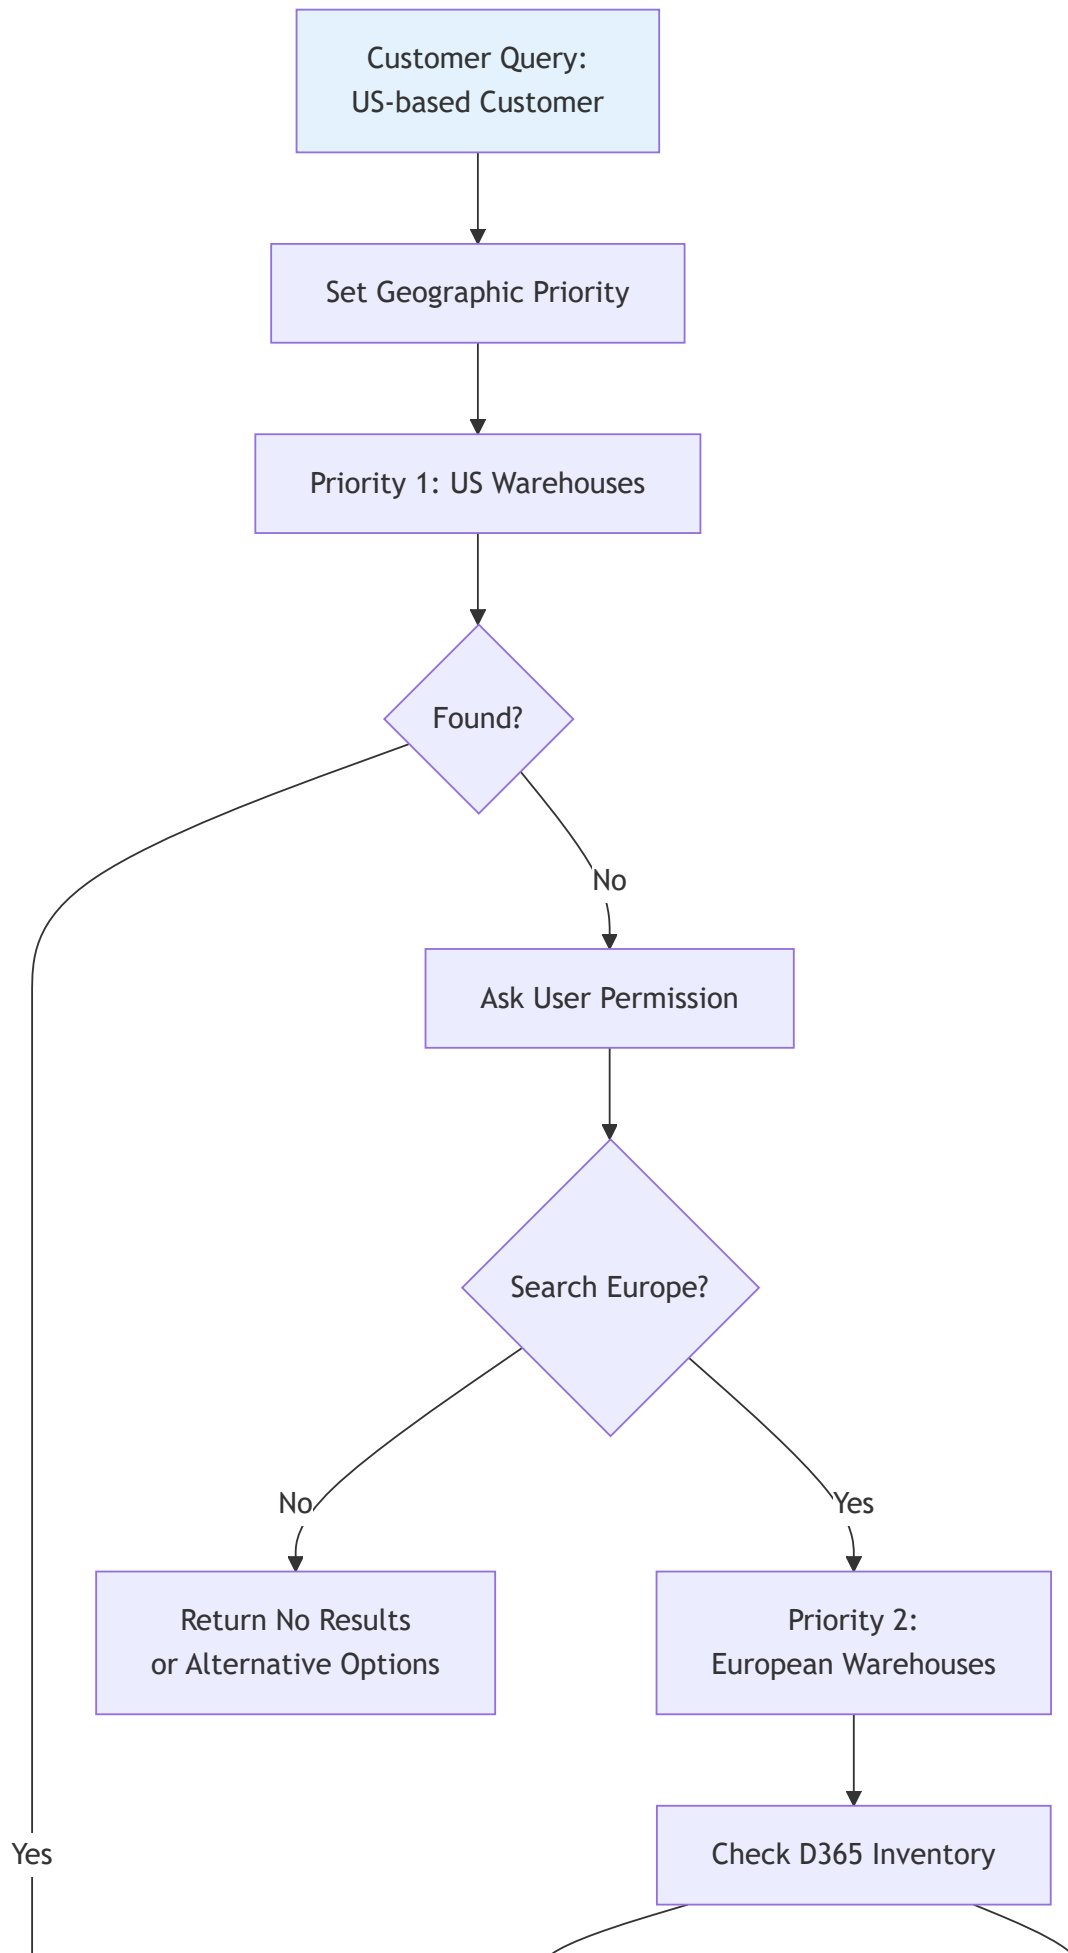 Customer Query:
US-based Customer
Set Geographic Priority
Priority 1: US Warehouses
Found?
No
Ask User Permission
Search Europe?
No
Yes
Return No Results
or Alternative Options
Priority 2:
European Warehouses
Yes
Check D365 Inventory